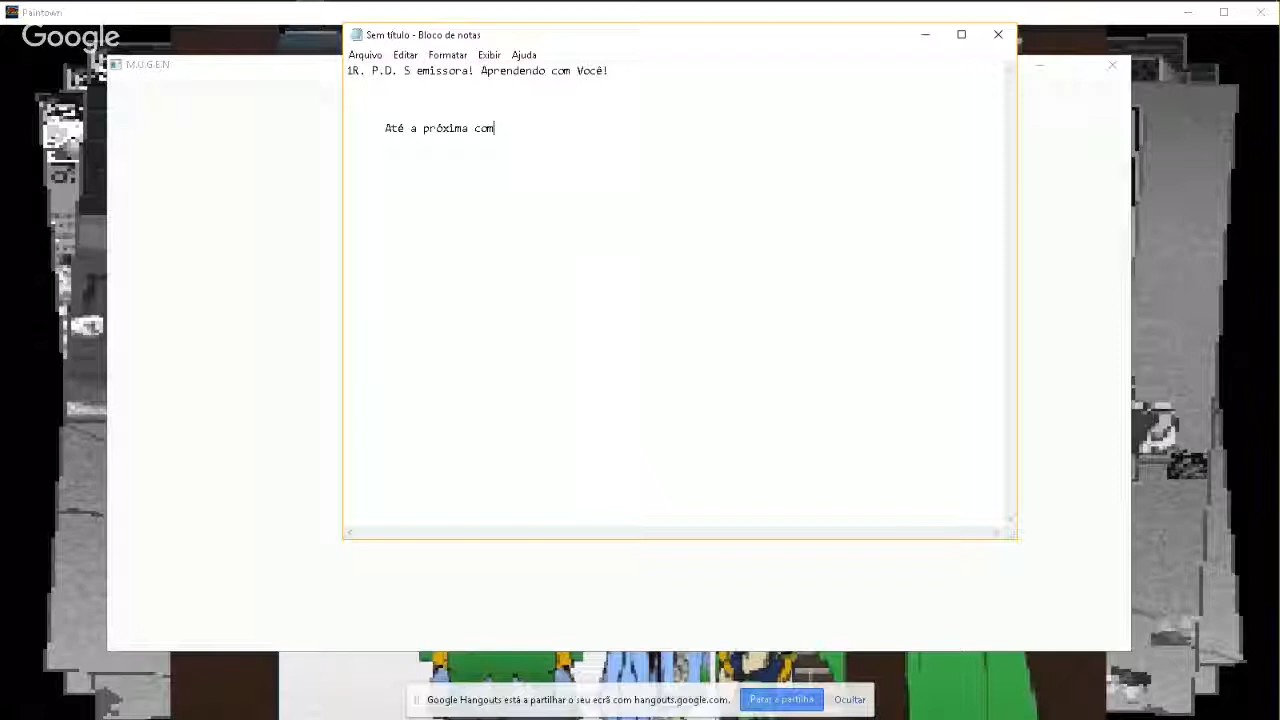 Paintown
Google
Sem título - Bloco de notas
Arquivo Editar Formatar Exibir Ajuda
M.U.G.E.N
1R. P.D. S emissora! Aprendendo com Você!
Até a próxima com
Google Hangouts está a partilhar o seu ecrã com hangouts.google.com.
Parar a partilha
Ocultar